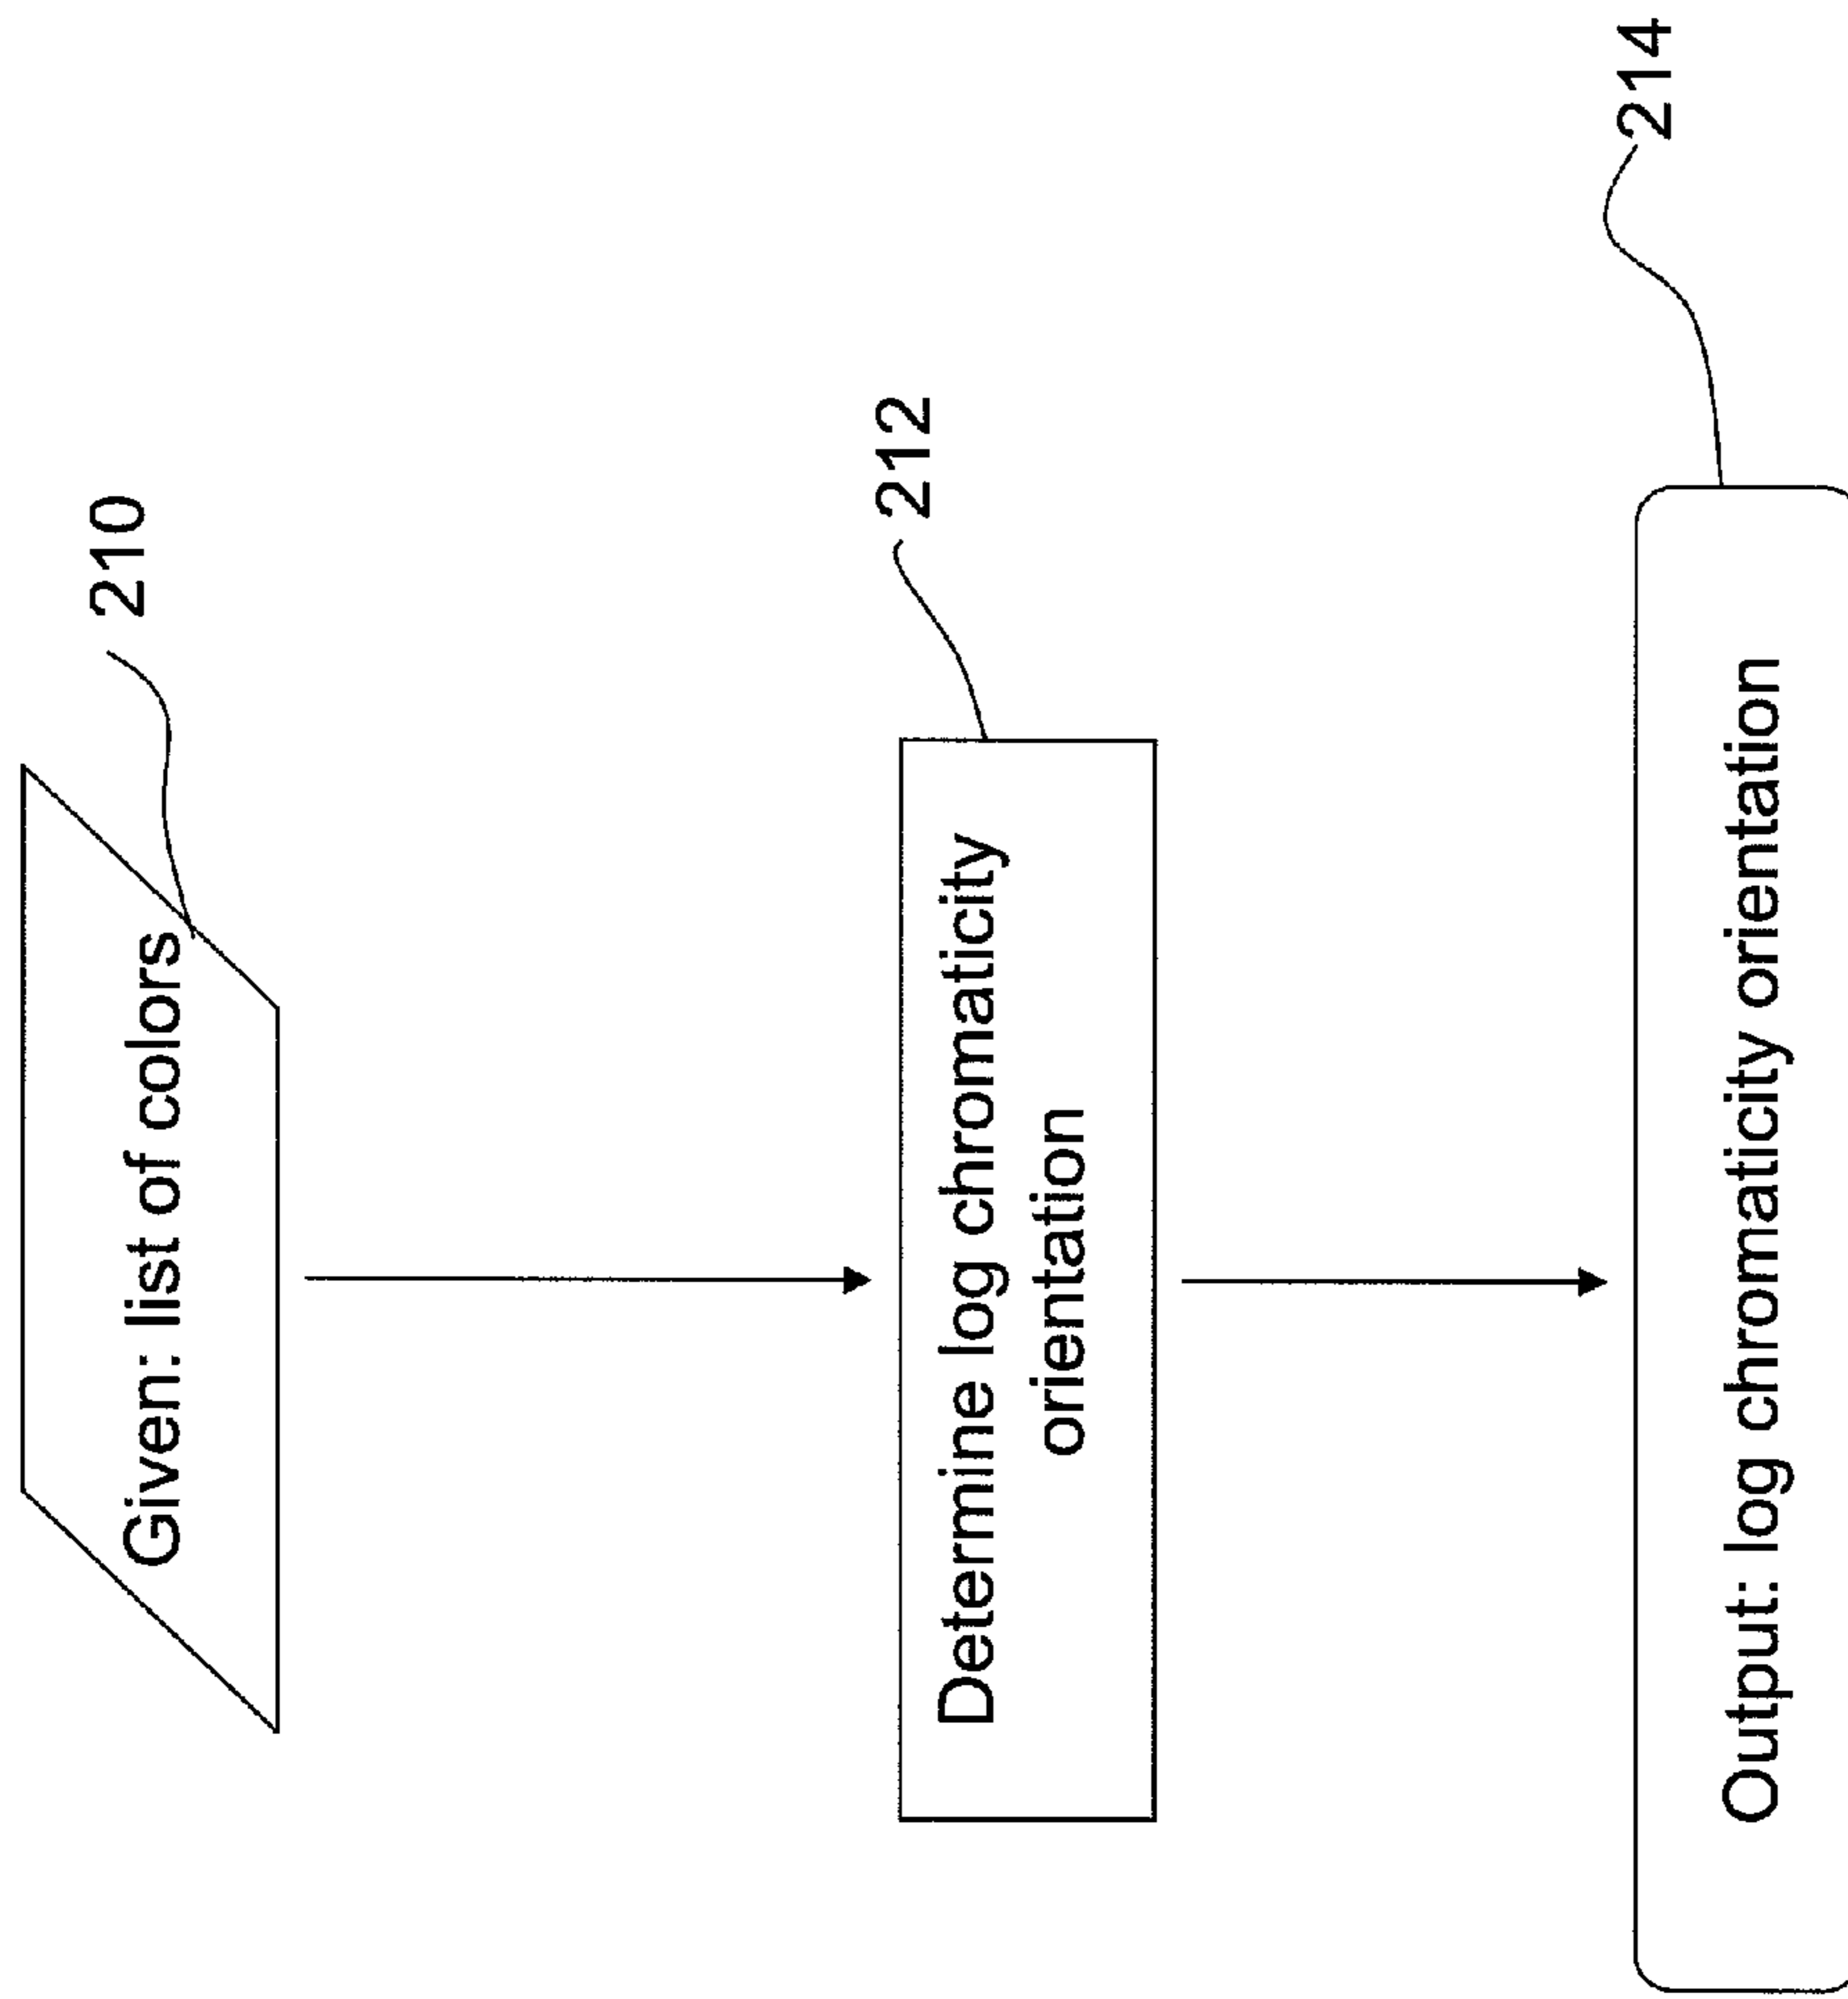 Given: list of colors
210
Determine log chromaticity
orientation
212
Output: log chromaticity orientation
214